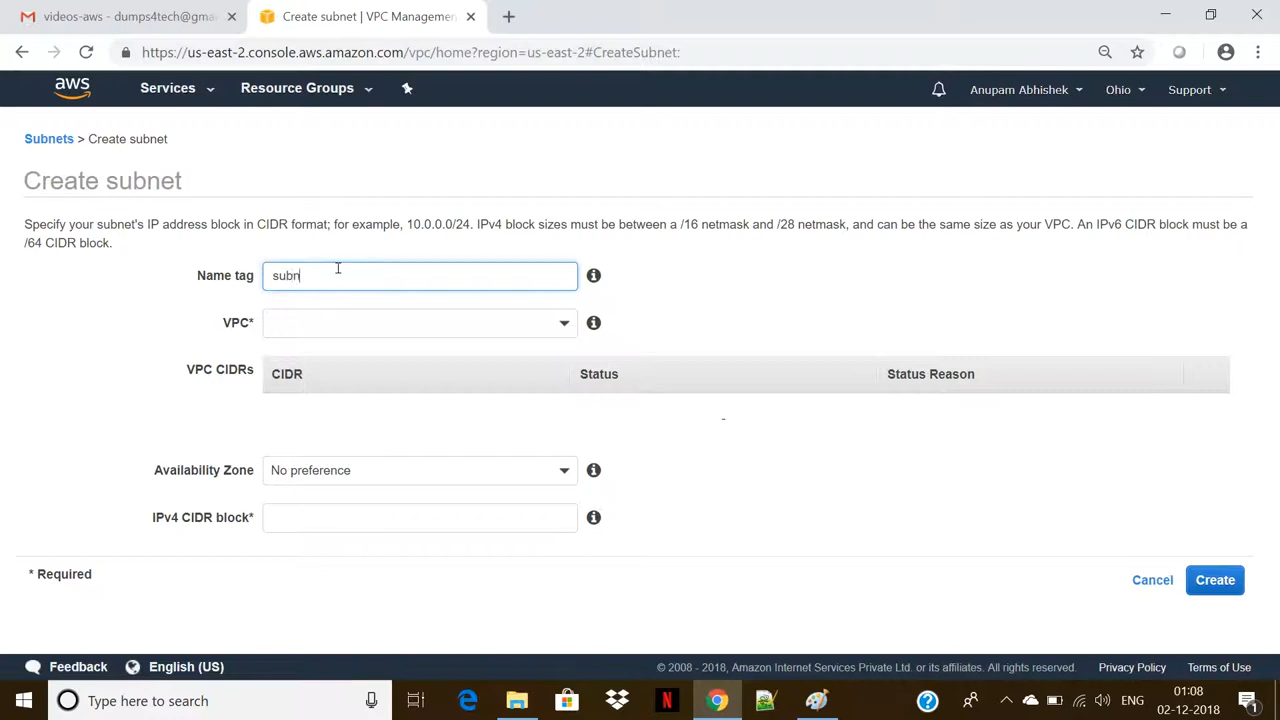 videos-aws - dumps4tech@gma
Create subnet | VPC Managemen
https://us-east-2.console.aws.amazon.com/vpc/home?region=us-east-2#CreateSubnet:
aws
Services
Resource Groups
Anupam Abhishek
Ohio
Support
Subnets > Create subnet
Create subnet
Specify your subnet's IP address block in CIDR format; for example, 10.0.0.0/24. IPv4 block sizes must be between a /16 netmask and /28 netmask, and can be the same size as your VPC. An IPv6 CIDR block must be a
/64 CIDR block.
Name tag
subn
VPC*
VPC CIDRs
CIDR
Status
Status Reason
-
Availability Zone
No preference
IPv4 CIDR block*
* Required
Cancel
Create
Feedback
English (US)
© 2008 - 2018, Amazon Internet Services Private Ltd. or its affiliates. All rights reserved.
Privacy Policy
Terms of Use
Type here to search
ENG
01:08
02-12-2018
1